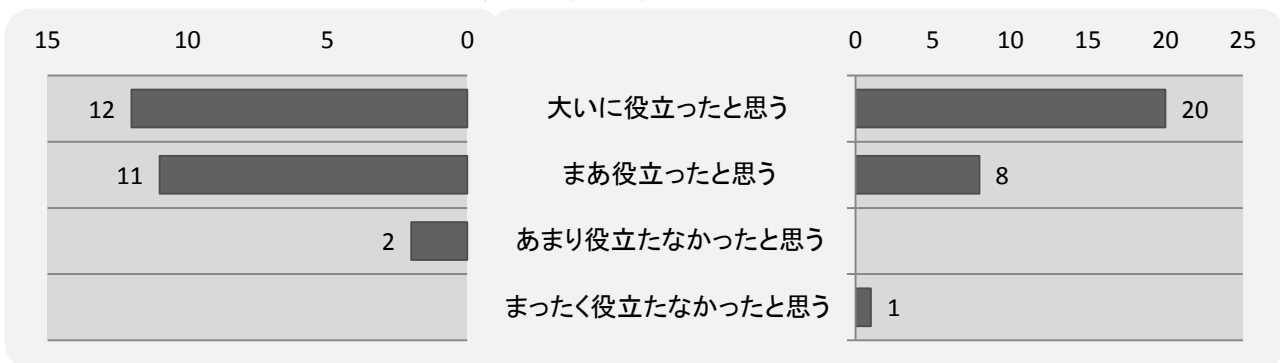 15 10 5 0 0 5 10 15 20 25
12 大いに役立ったと思う 20
11 まあ役立ったと思う 8
2 あまり役立たなかったと思う
まったく役立たなかったと思う 1